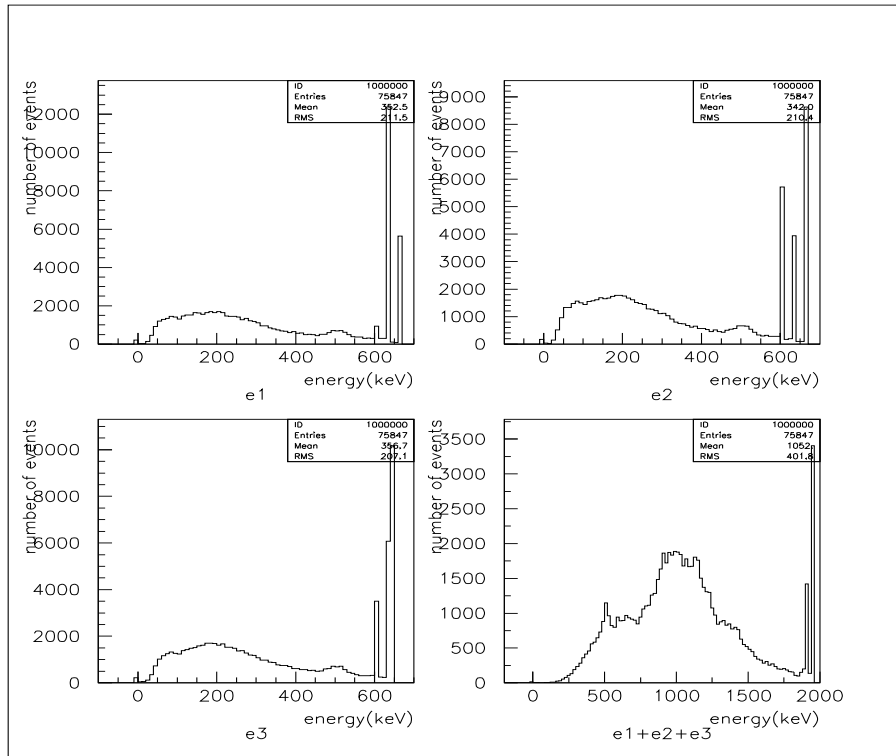 ID 1000000
Entries 75847
Mean 352.5
RMS 211.5
number of events
12000
10000
8000
6000
4000
2000
0
0 200 400 600
energy(keV)
e1
ID 1000000
Entries 75847
Mean 342.0
RMS 210.4
number of events
9000
8000
7000
6000
5000
4000
3000
2000
1000
0
0 200 400 600
energy(keV)
e2
ID 1000000
Entries 75847
Mean 356.7
RMS 207.1
number of events
10000
8000
6000
4000
2000
0
0 200 400 600
energy(keV)
e3
ID 1000000
Entries 75847
Mean 1052.
RMS 401.8
number of events
3500
3000
2500
2000
1500
1000
500
0
0 500 1000 1500 2000
energy(keV)
e1+e2+e3